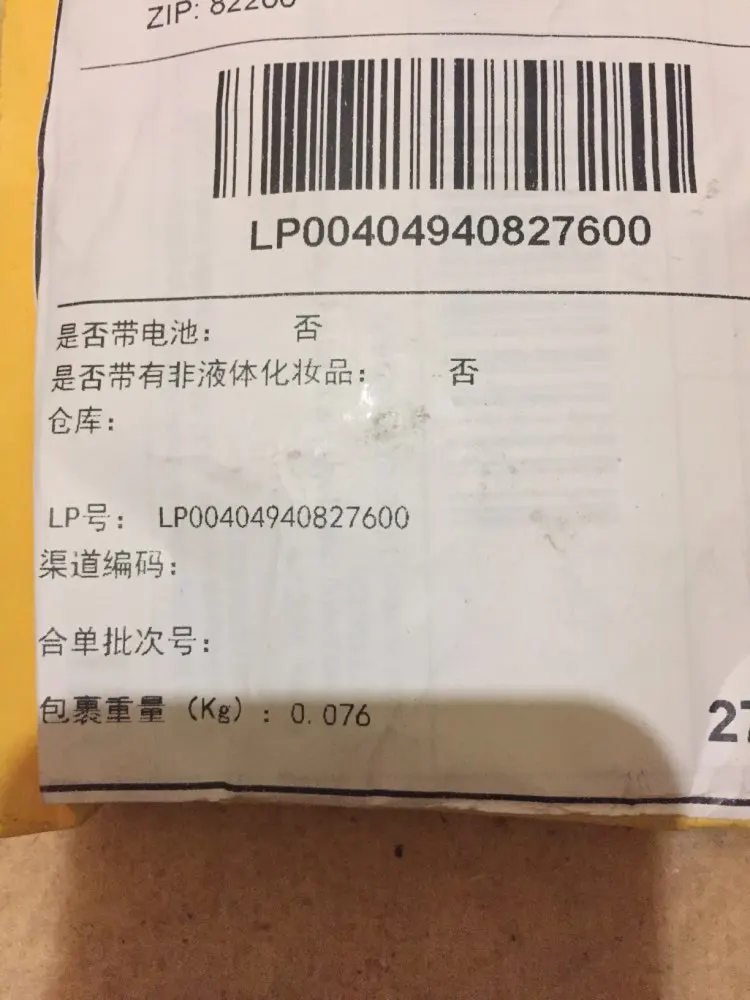 ZIP: 82200
LP00404940827600
是否带电池: 否
是否带有非液体化妆品: 否
仓库:
LP号: LP00404940827600
渠道编码:
合单批次号:
包裹重量 (Kg): 0.076
27